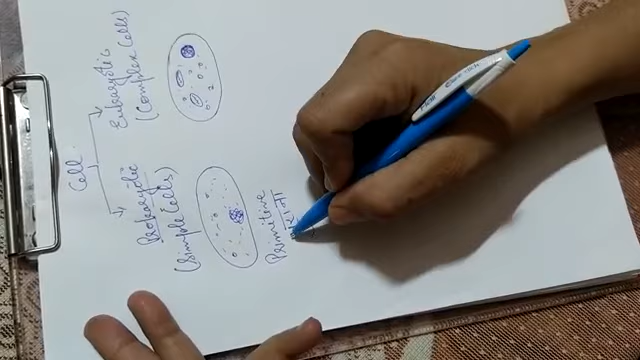 Cell
Prokaryotic
(Simple Cells)
Eukaryotic
(Complex Cells)
Primitive